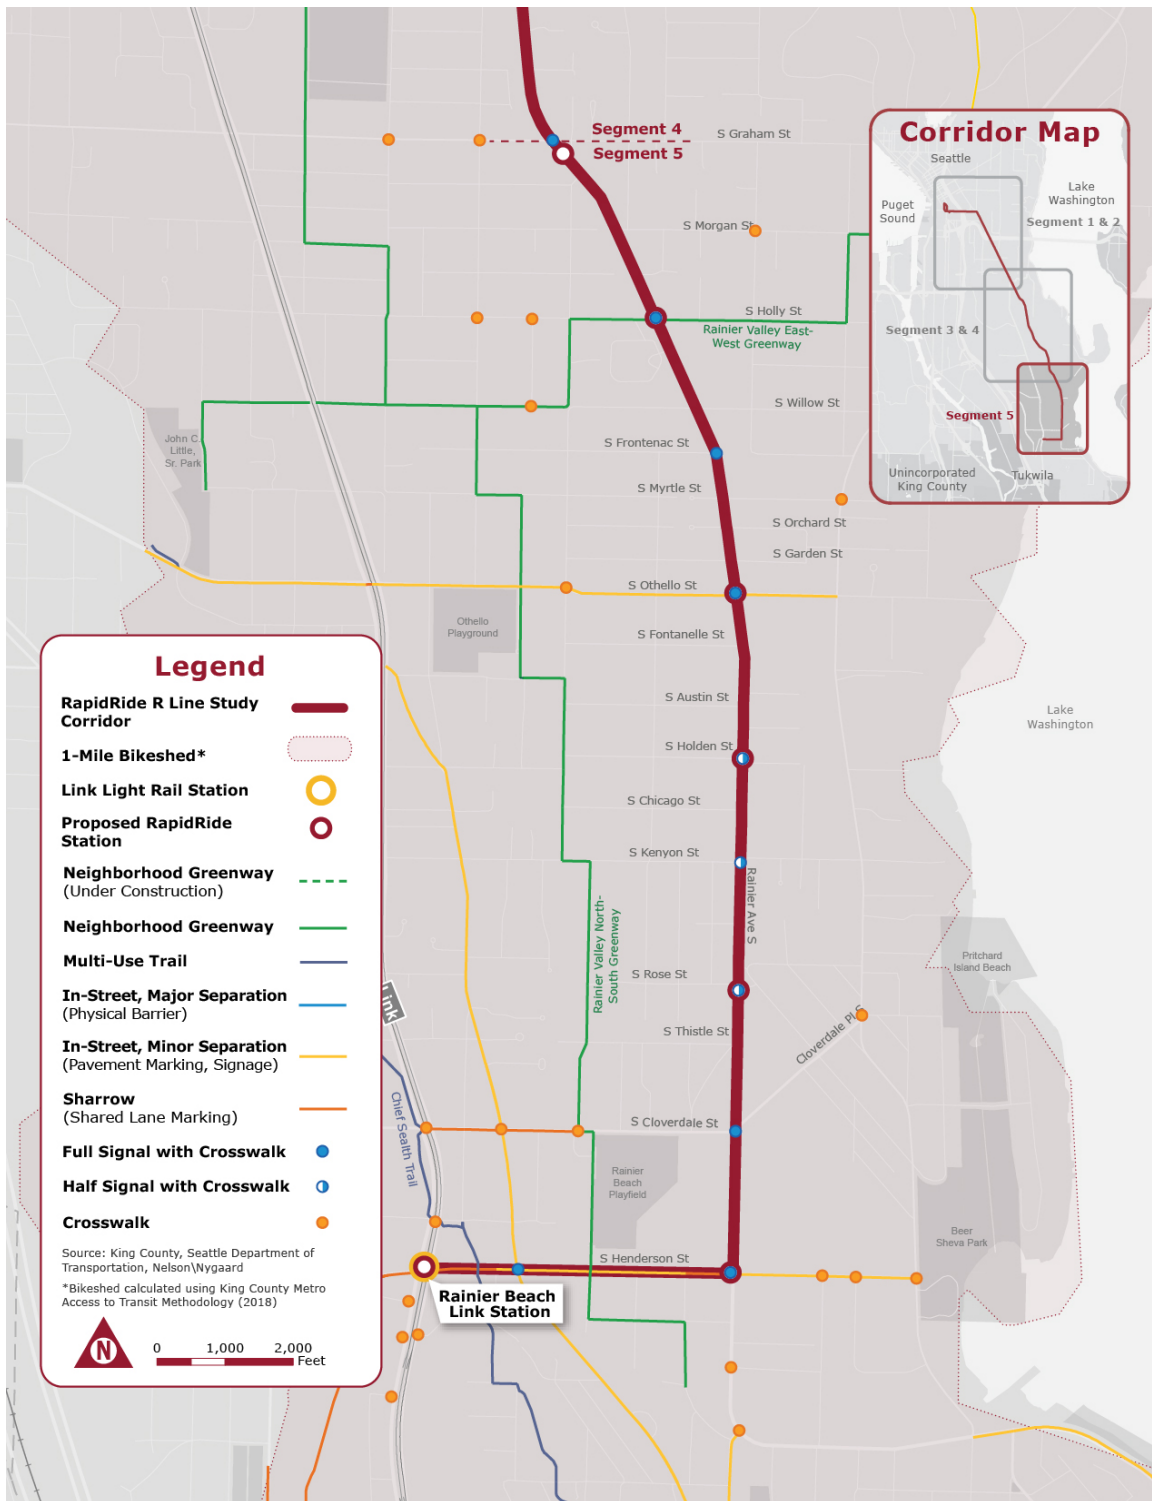 Segment 4
Segment 5
S Graham St
S Morgan St
S Holly St
Rainier Valley East-
West Greenway
S Willow St
S Frontenac St
S Myrtle St
S Orchard St
S Garden St
S Othello St
S Fontanelle St
S Austin St
S Holden St
S Chicago St
S Kenyon St
Rainier Ave S
S Rose St
S Thistle St
Cloverdale Pl S
S Cloverdale St
S Henderson St
Rainier Valley North-
South Greenway
John C.
Little,
Sr. Park
Othello
Playground
Lake
Washington
Pritchard
Island Beach
Rainier
Beach
Playfield
Beer
Sheva Park
Link
Chief Sealth Trail
Rainier Beach
Link Station
Corridor Map
Seattle
Lake
Washington
Puget
Sound
Segment 1 & 2
Segment 3 & 4
Segment 5
Unincorporated
King County
Tukwila
Legend
RapidRide R Line Study
Corridor
1-Mile Bikeshed*
Link Light Rail Station
Proposed RapidRide
Station
Neighborhood Greenway
(Under Construction)
Neighborhood Greenway
Multi-Use Trail
In-Street, Major Separation
(Physical Barrier)
In-Street, Minor Separation
(Pavement Marking, Signage)
Sharrow
(Shared Lane Marking)
Full Signal with Crosswalk
Half Signal with Crosswalk
Crosswalk
Source: King County, Seattle Department of
Transportation, Nelson\Nygaard
*Bikeshed calculated using King County Metro
Access to Transit Methodology (2018)
N
0 1,000 2,000
Feet